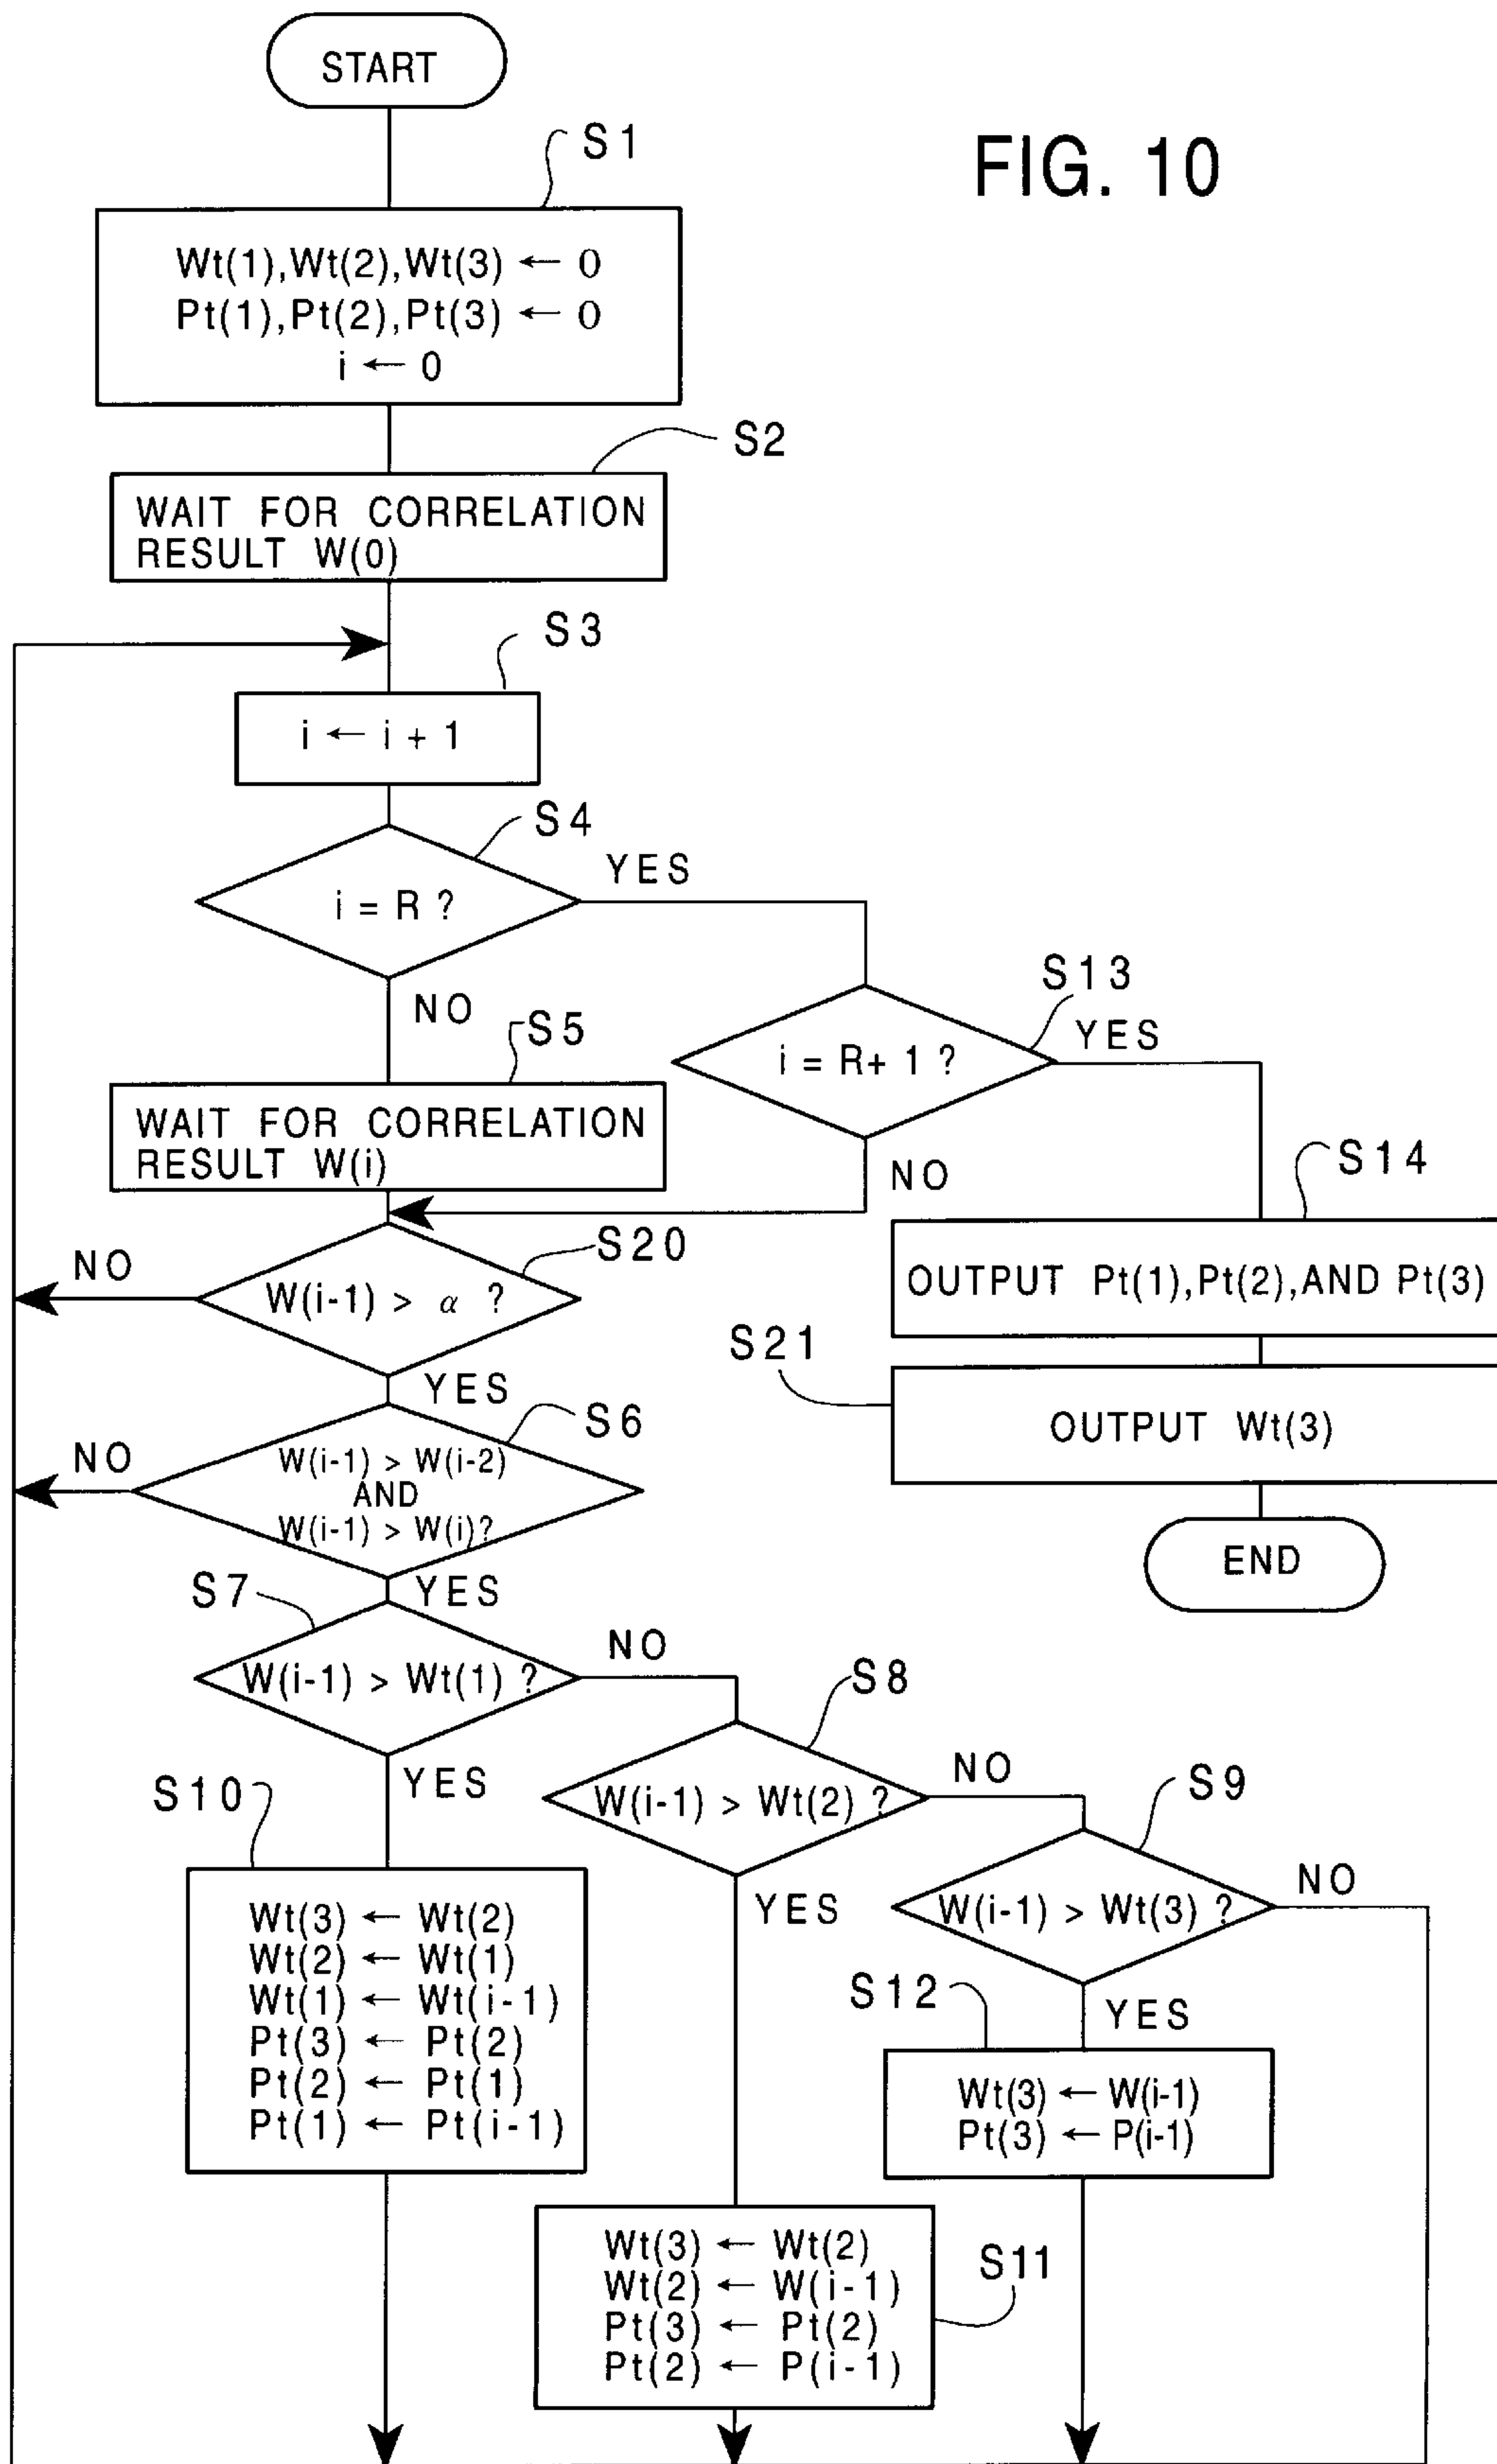 START
S1
FIG. 10
Wt(1),Wt(2),Wt(3) ← 0
Pt(1),Pt(2),Pt(3) ← 0
i ← 0
S2
WAIT FOR CORRELATION
RESULT W(0)
S3
i ← i + 1
S4
i = R ?
YES
NO
S13
i = R+ 1 ?
YES
NO
S5
WAIT FOR CORRELATION
RESULT W(i)
S14
OUTPUT Pt(1),Pt(2),AND Pt(3)
S20
W(i-1) > α ?
NO
YES
S21
OUTPUT Wt(3)
END
S6
W(i-1) > W(i-2)
AND
W(i-1) > W(i)?
NO
YES
S7
W(i-1) > Wt(1) ?
NO
YES
S8
W(i-1) > Wt(2) ?
NO
YES
S9
W(i-1) > Wt(3) ?
NO
YES
S10
Wt(3) ← Wt(2)
Wt(2) ← Wt(1)
Wt(1) ← Wt(i-1)
Pt(3) ← Pt(2)
Pt(2) ← Pt(1)
Pt(1) ← Pt(i-1)
S12
Wt(3) ← W(i-1)
Pt(3) ← P(i-1)
S11
Wt(3) ← Wt(2)
Wt(2) ← W(i-1)
Pt(3) ← Pt(2)
Pt(2) ← P(i-1)